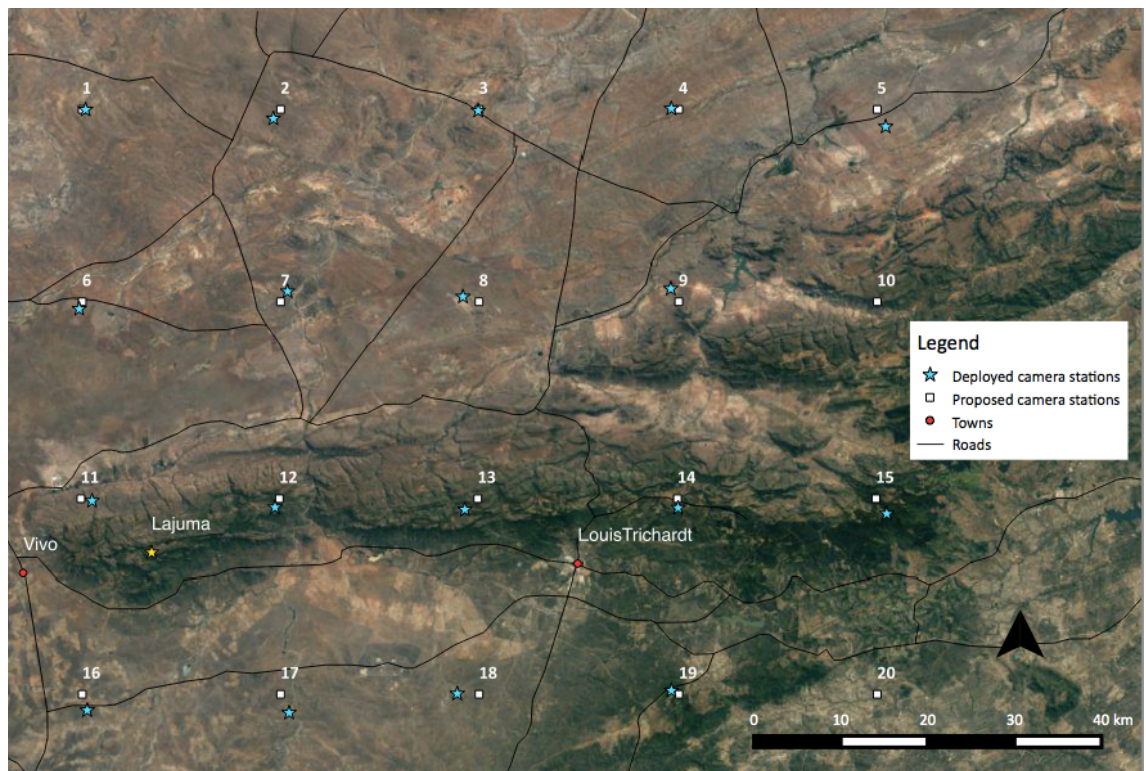 1
2
3
4
5
6
7
8
9
10
Legend
Deployed camera stations
Proposed camera stations
Towns
Roads
11
12
13
14
15
Lajuma
Vivo
LouisTrichardt
16
17
18
19
20
0 10 20 30 40 km